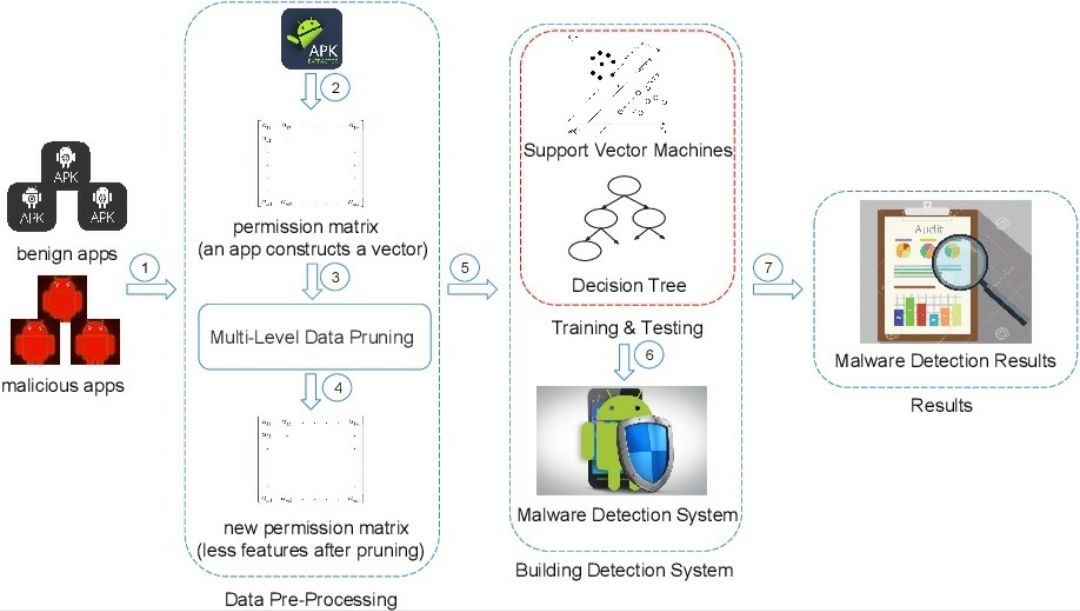 APK
APK
APK
benign apps
malicious apps
1
APK
EXTRACTOR
2
permission matrix
(an app constructs a vector)
3
Multi-Level Data Pruning
4
new permission matrix
(less features after pruning)
Data Pre-Processing
5
Support Vector Machines
Decision Tree
Training & Testing
6
Malware Detection System
Building Detection System
7
Audit
Malware Detection Results
Results